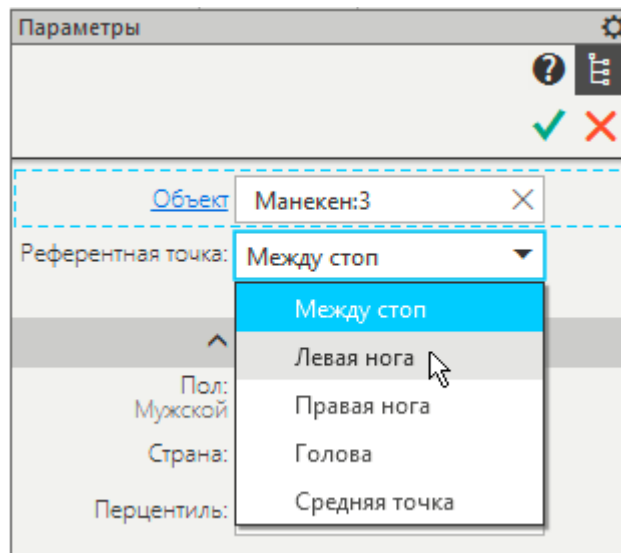 Параметры
Объект Манекен:3
Референтная точка: Между стоп
Между стоп
Левая нога
Пол:
Мужской
Правая нога
Страна:
Голова
Перцентиль:
Средняя точка